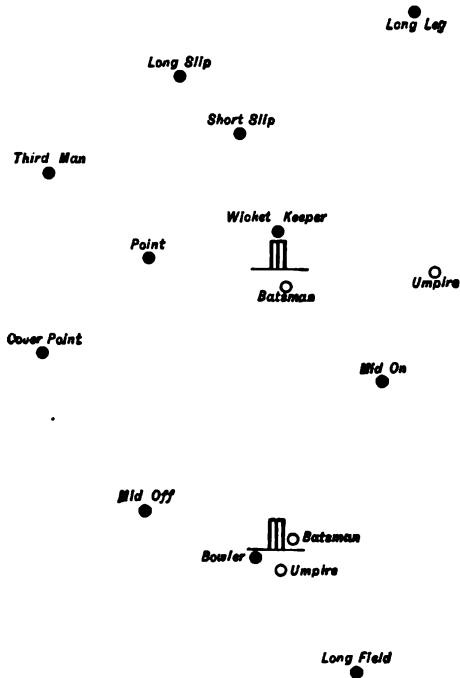 Long Leg
Long Slip
Short Slip
Third Man
Wicket Keeper
Point
Umpire
Batsman
Cover Point
Mid On
Mid Off
Batsman
Bowler
Umpire
Long Field